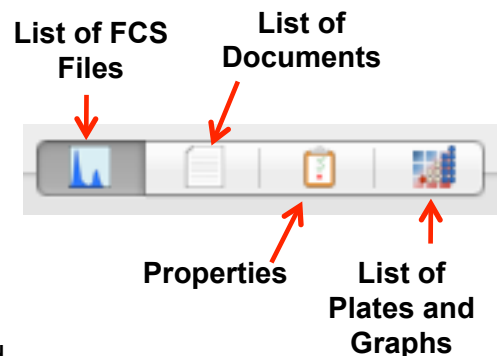 List of FCS
Files
List of
Documents
Properties
List of
Plates and
Graphs